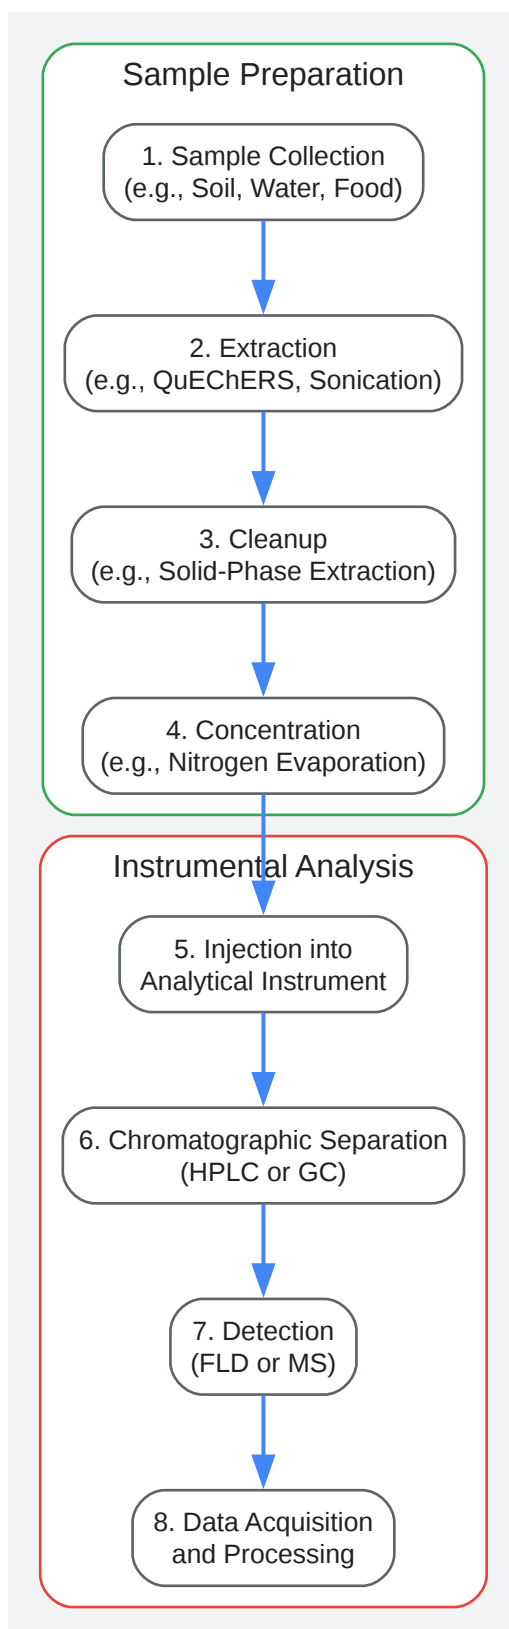 Sample Preparation
1. Sample Collection
(e.g., Soil, Water, Food)
2. Extraction
(e.g., QuEChERS, Sonication)
3. Cleanup
(e.g., Solid-Phase Extraction)
4. Concentration
(e.g., Nitrogen Evaporation)
Instrumental Analysis
5. Injection into
Analytical Instrument
6. Chromatographic Separation
(HPLC or GC)
7. Detection
(FLD or MS)
8. Data Acquisition
and Processing